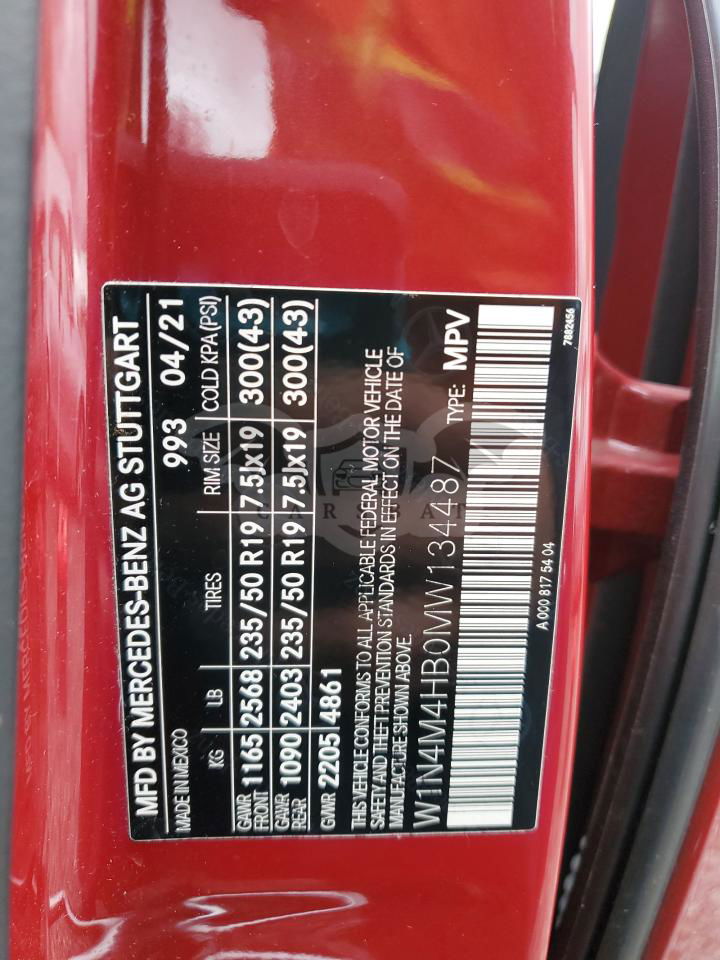 MFD BY MERCEDES-BENZ AG STUTTGART
MADE IN MEXICO 993 04/21
KG LB TIRES RIM SIZE COLD KPA(PSI)
GAWR FRONT 1165 2568 235/50 R19 7.5Jx19 300(43)
GAWR REAR 1090 2403 235/50 R19 7.5Jx19 300(43)
GVWR 2205 4861
THIS VEHICLE CONFORMS TO ALL APPLICABLE FEDERAL MOTOR VEHICLE
SAFETY AND THEFT PREVENTION STANDARDS IN EFFECT ON THE DATE OF
MANUFACTURE SHOWN ABOVE.
W1N4M4HB0MW134487 TYPE: MPV
A 000 817 54 04
7882456